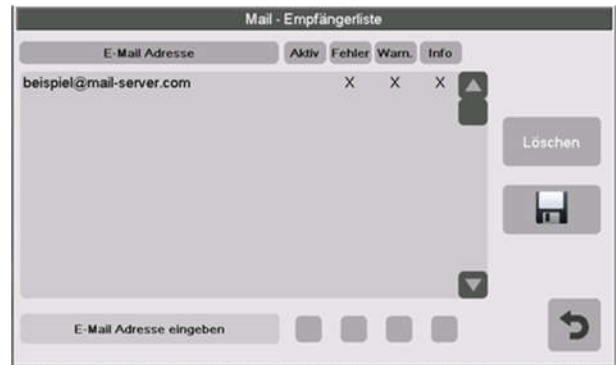 Mail - Empfängerliste
E-Mail Adresse Aktiv Fehler Warn. Info
beispiel@mail-server.com X X X
Löschen
E-Mail Adresse eingeben